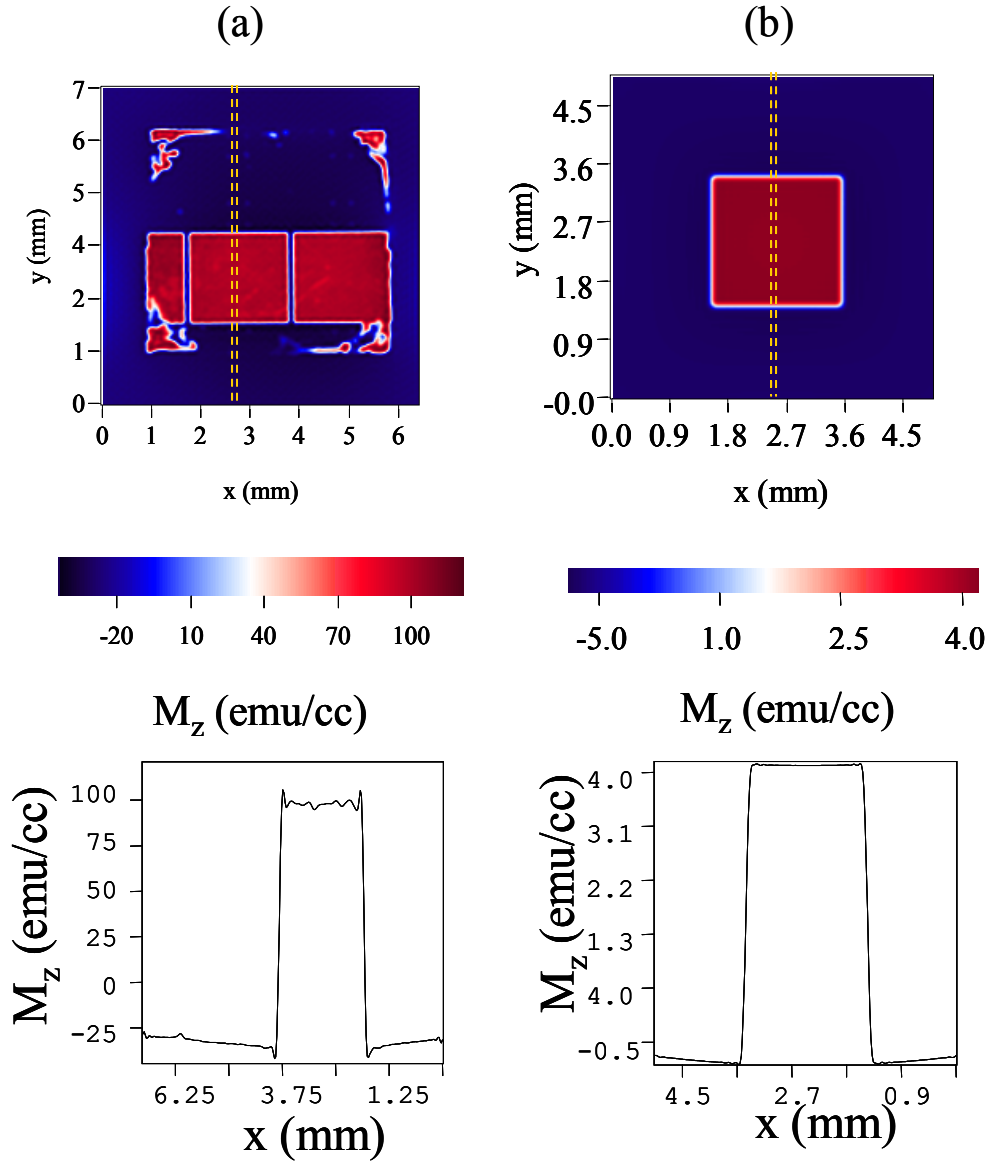 (a)
(b)
7
6
5
4
2
1
0
y (mm)
0 1 2 3 4 5 6
x (mm)
4.5
3.6
2.7
1.8
0.9
-0.0
y (mm)
0.0 0.9 1.8 2.7 3.6 4.5
x (mm)
-20 10 40 70 100
Mz (emu/cc)
-5.0 1.0 2.5 4.0
Mz (emu/cc)
100
75
50
25
0
-25
Mz (emu/cc)
6.25 3.75 1.25
x (mm)
4.0
3.1
2.2
1.3
4.0
-0.5
Mz (emu/cc)
4.5 2.7 0.9
x (mm)